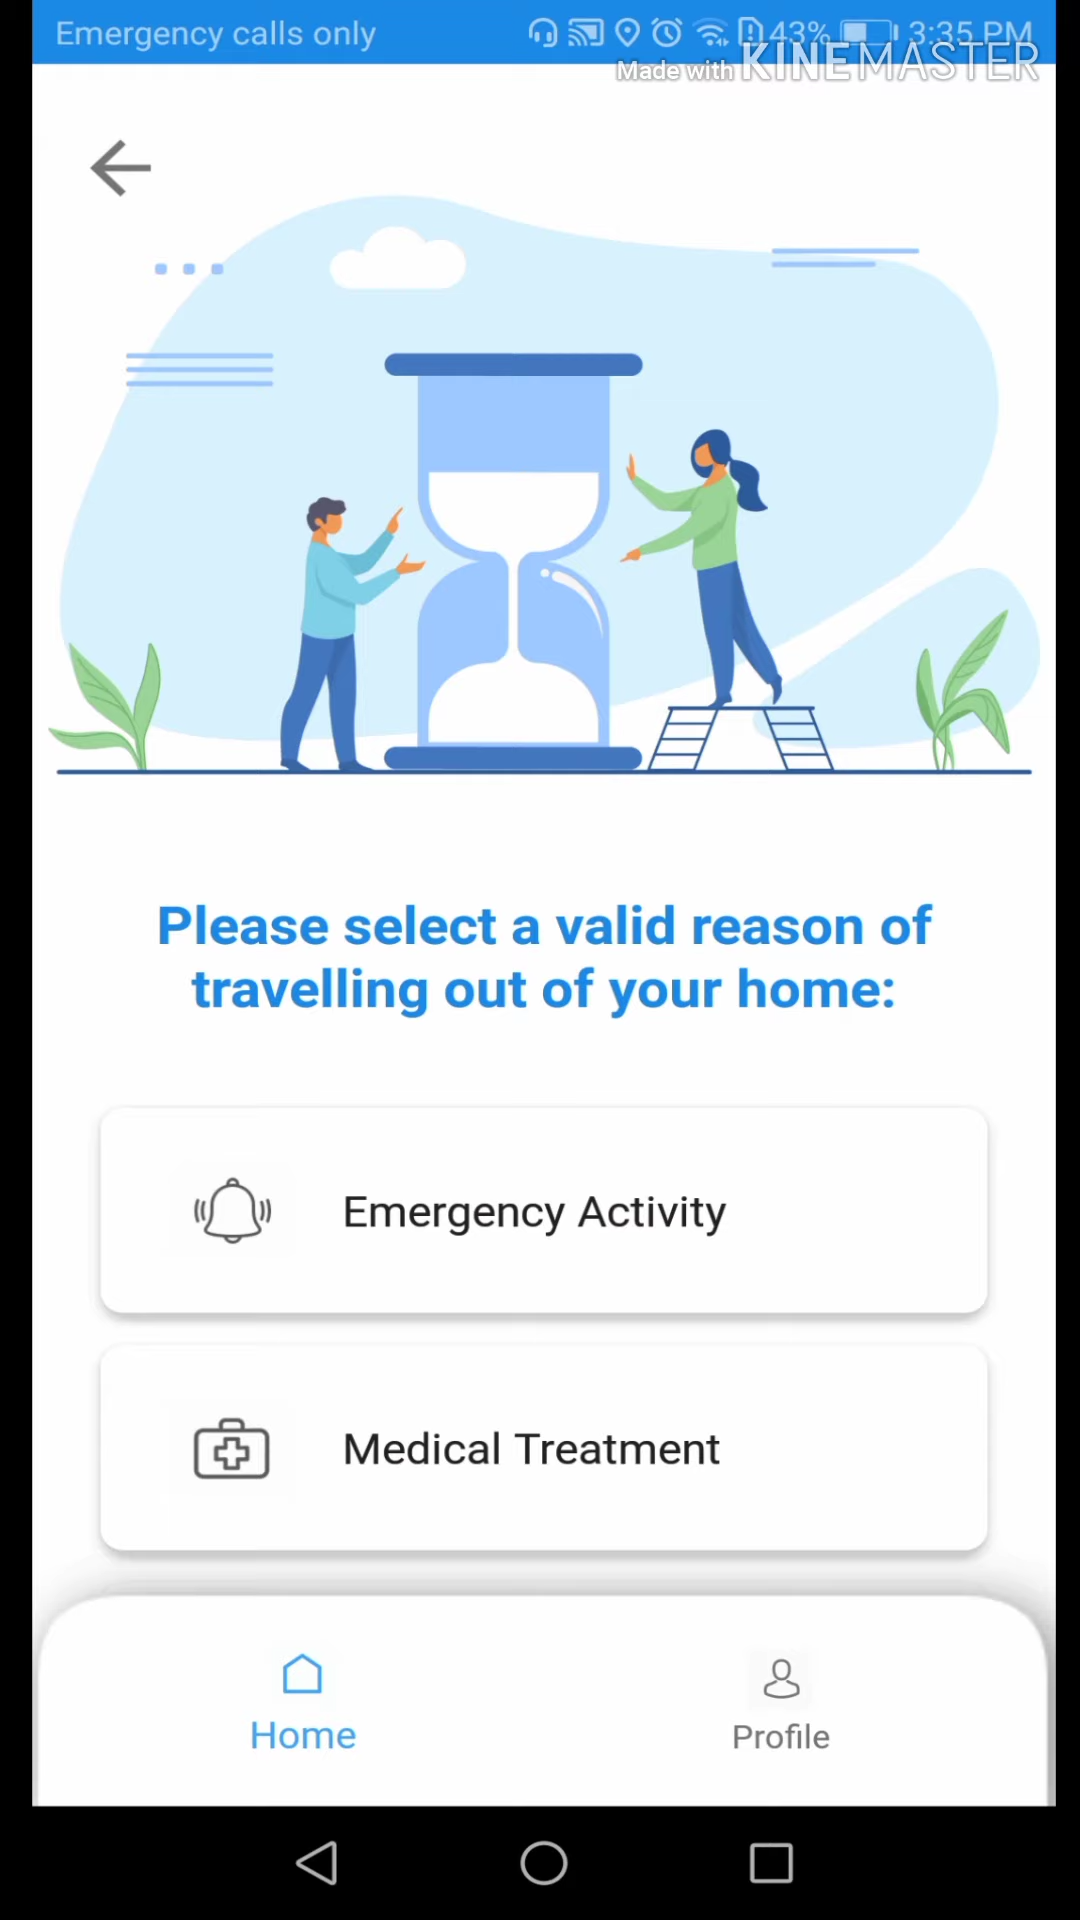 Emergency calls only
43% 3:35 PM
Made with KINEMASTER
Please select a valid reason of
travelling out of your home:
Emergency Activity
Medical Treatment
Home
Profile